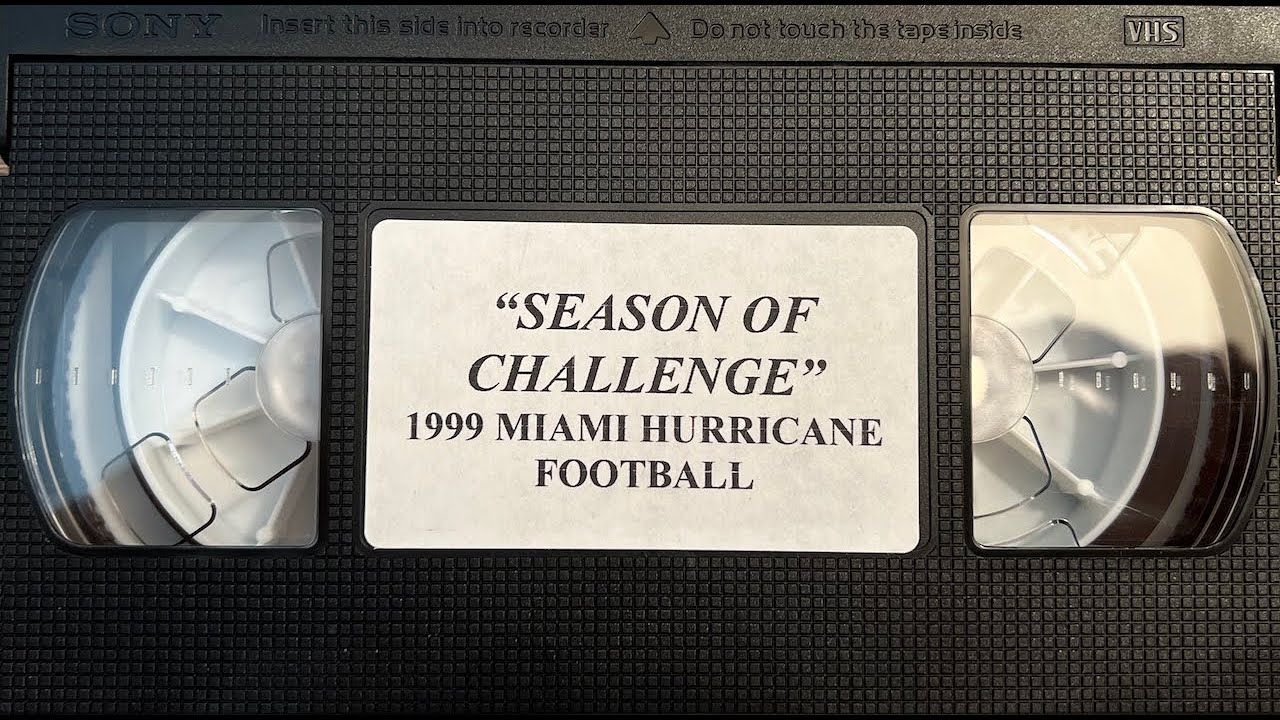 SONY Insert this side into recorder Do not touch the tape inside VHS
“SEASON OF
CHALLENGE”
1999 MIAMI HURRICANE
FOOTBALL